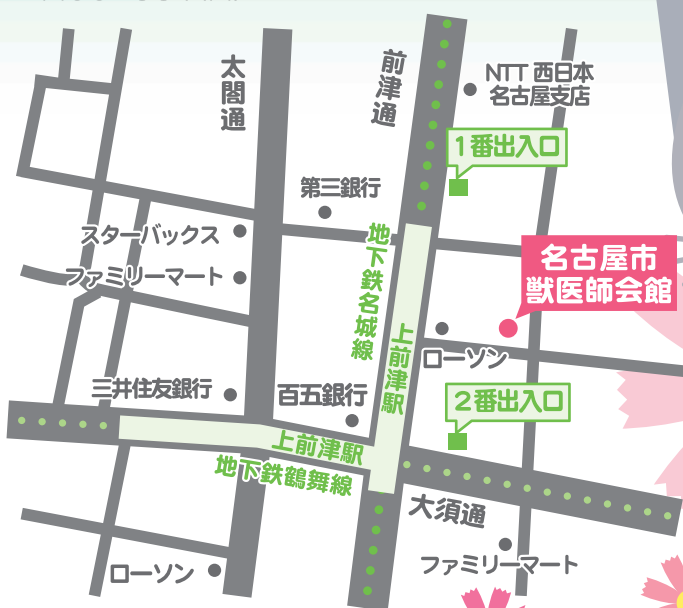 太閤通
前津通
NTT 西日本
名古屋支店
1番出入口
第三銀行
スターバックス
地下鉄名城線
名古屋市
獣医師会館
ファミリーマート
上前津駅
ローソン
三井住友銀行
百五銀行
2番出入口
上前津駅
地下鉄鶴舞線
大須通
ファミリーマート
ローソン